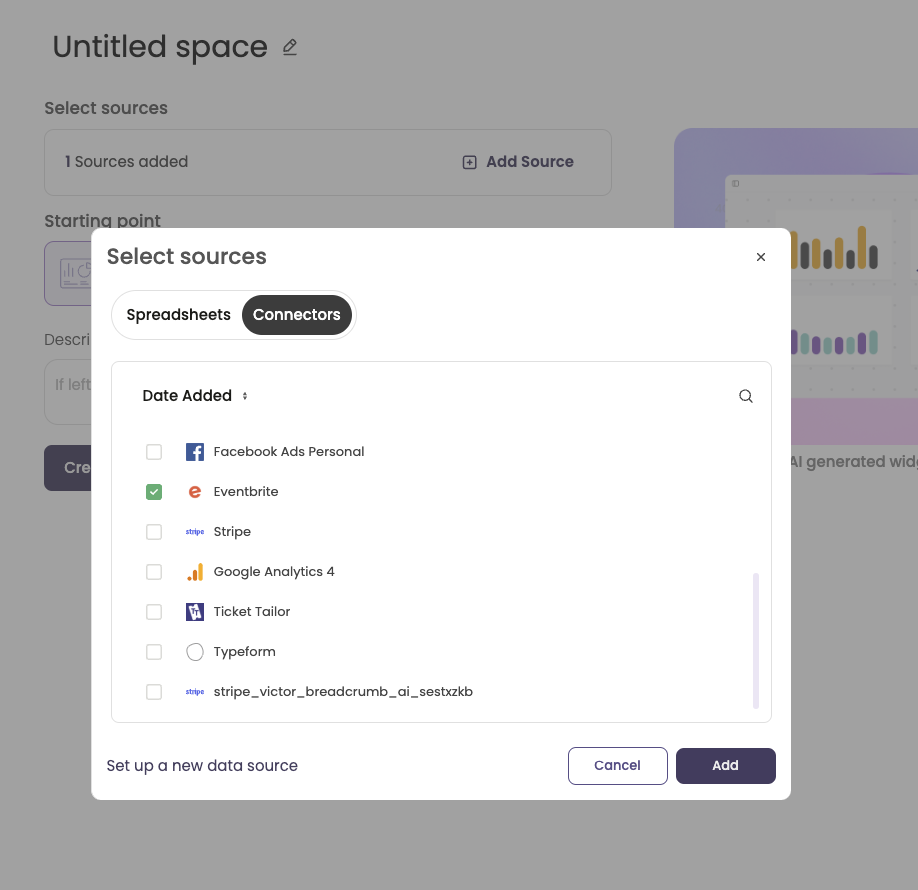 Untitled space
Select sources
1 Sources added
Add Source
Starting point
Select sources
Spreadsheets
Connectors
Descri
If left
Date Added
Facebook Ads Personal
Eventbrite
stripe Stripe
Google Analytics 4
Ticket Tailor
Typeform
stripe stripe_victor_breadcrumb_ai_sestxzkb
Cre
AI generated widg
Set up a new data source
Cancel
Add